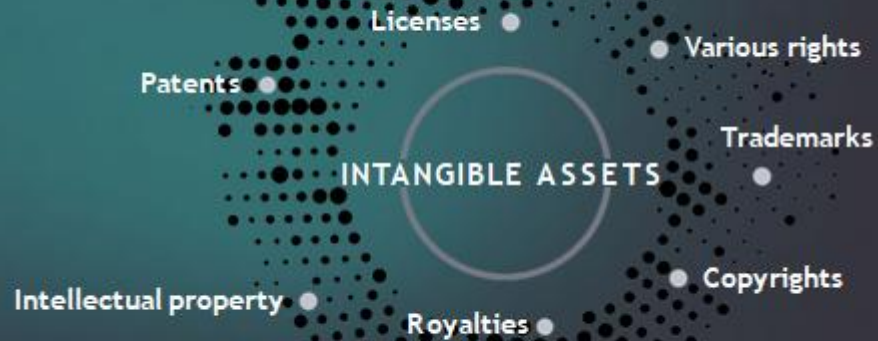 Licenses
Various rights
Patents
Trademarks
INTANGIBLE ASSETS
Copyrights
Intellectual property
Royalties